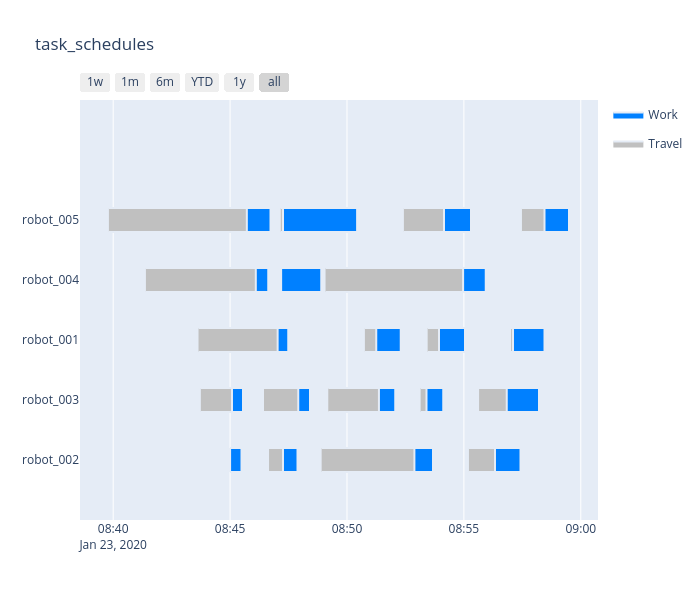 task_schedules
1w 1m 6m YTD 1y all
Work
Travel
robot_005
robot_004
robot_001
robot_003
robot_002
08:40 08:45 08:50 08:55 09:00
Jan 23, 2020